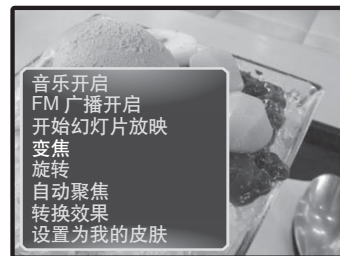 音乐开启
FM 广播开启
开始幻灯片放映
变焦
旋转
自动聚焦
转换效果
设置为我的皮肤